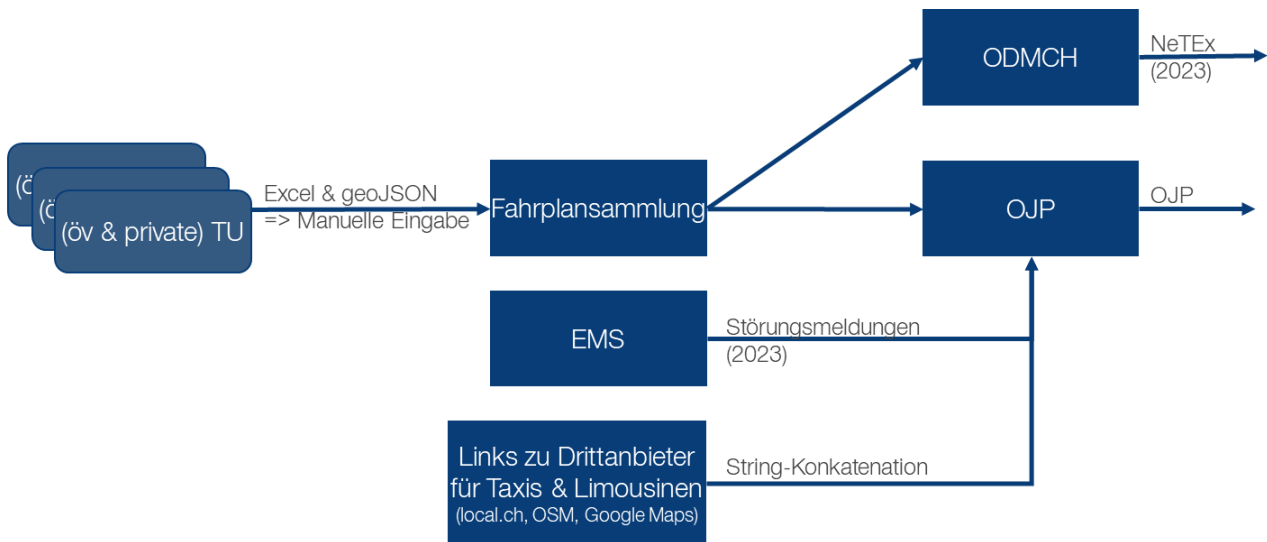 ODMCH
NeTEx
(2023)
(ö
(ö
(öv & private) TU
Excel & geoJSON
=> Manuelle Eingabe
Fahrplansammlung
OJP
OJP
EMS
Störungsmeldungen
(2023)
Links zu Drittanbieter
für Taxis & Limousinen
(local.ch, OSM, Google Maps)
String-Konkatenation